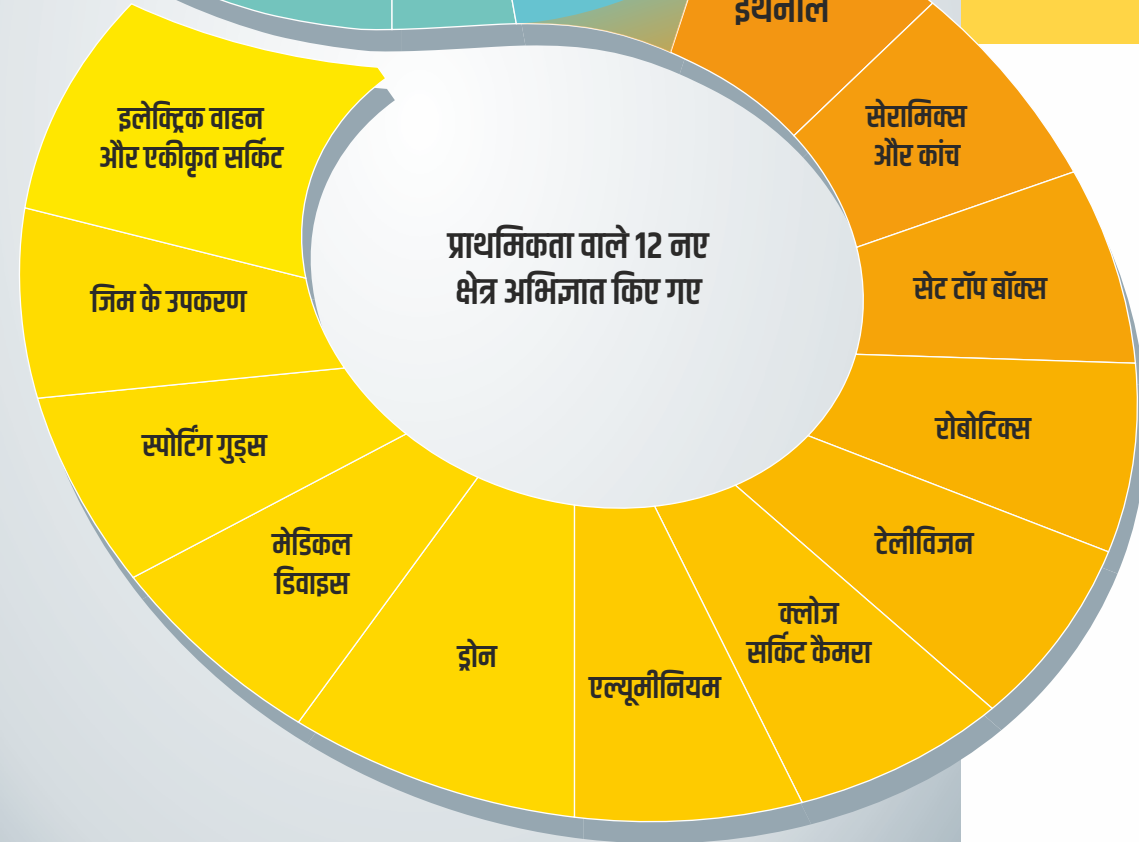 इथेनॉल
सेरामिक्स
और कांच
सेट टॉप बॉक्स
रोबोटिक्स
टेलीविजन
क्लोज
सर्किट कैमरा
एल्यूमीनियम
ड्रोन
मेडिकल
डिवाइस
स्पोर्टिंग गुड्स
जिम के उपकरण
इलेक्ट्रिक वाहन
और एकीकृत सर्किट
प्राथमिकता वाले 12 नए
क्षेत्र अभिज्ञात किए गए